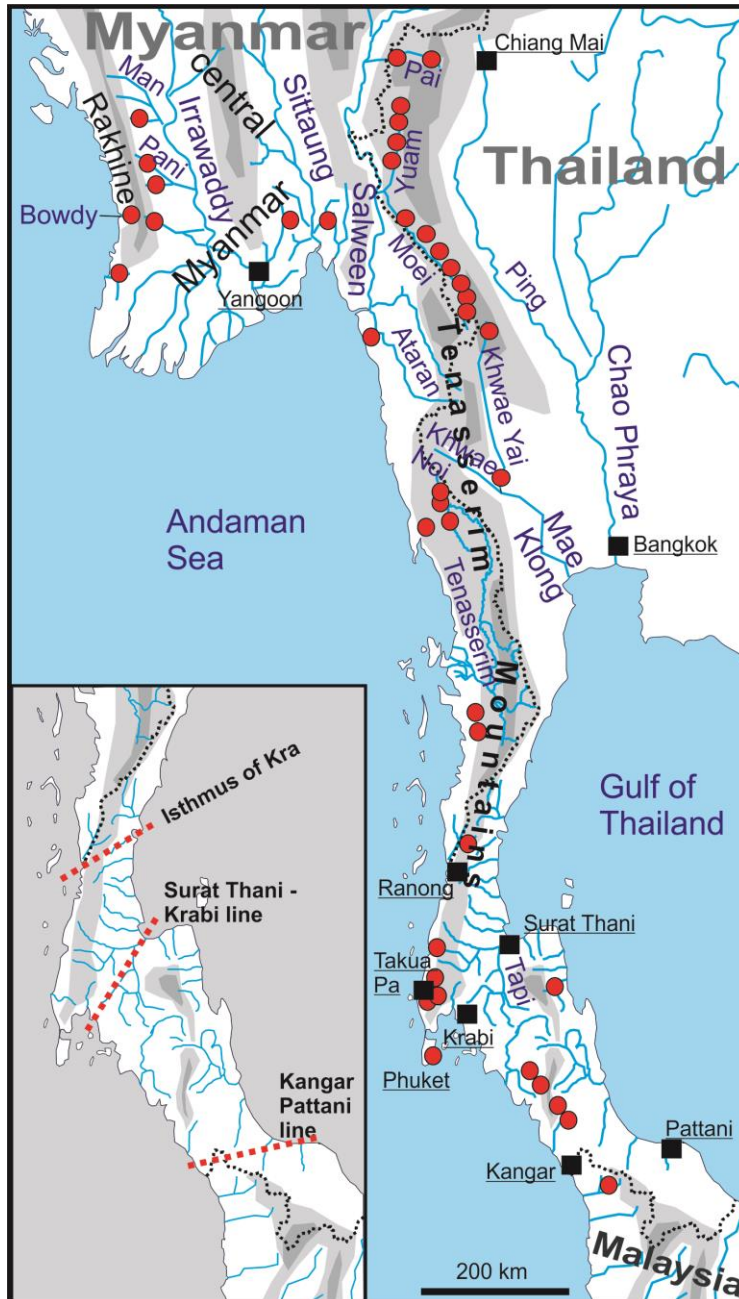 Myanmar
Chiang Mai
Man
central
Sittaung
Pai
Rakhine
Irrawaddy
Pani
Yuam
Thailand
Salween
Bowdy
Myanmar
Moei
Yangoon
Ping
Ataran
Tenasserim
Khwae Yai
Chao Phraya
Khwae
Noi
Andaman
Sea
Mae
Klong
Bangkok
Tenasserim
Mountains
Gulf of
Thailand
Isthmus of Kra
Ranong
Surat Thani -
Krabi line
Surat Thani
Takua
Pa
Tapi
Krabi
Phuket
Kangar
Pattani
line
Pattani
Kangar
Malaysia
200 km